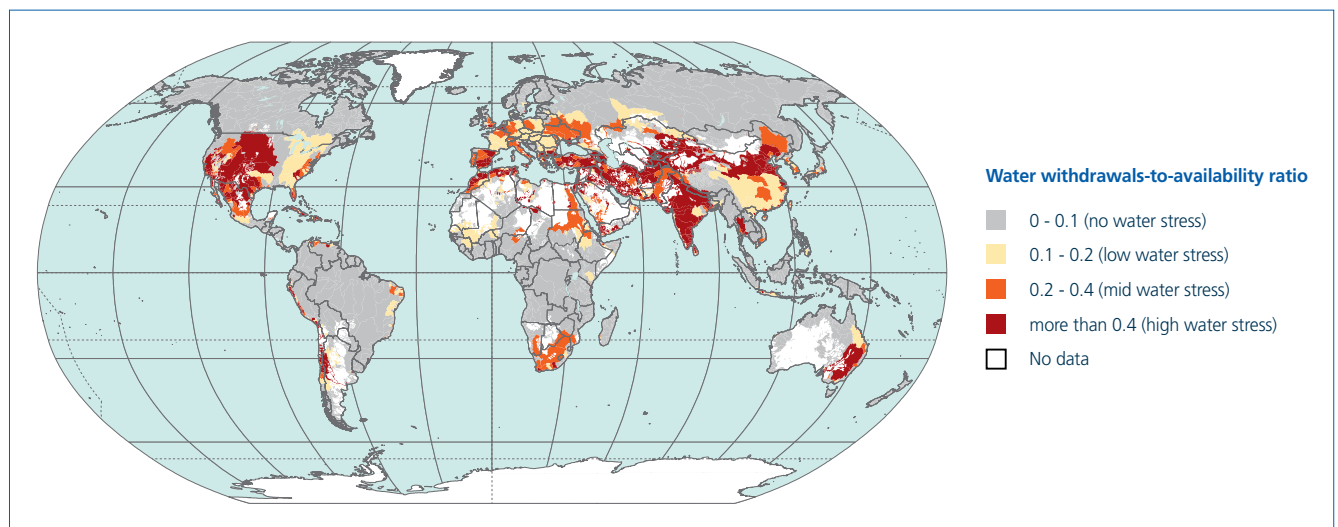 Water withdrawals-to-availability ratio
0 - 0.1 (no water stress)
0.1 - 0.2 (low water stress)
0.2 - 0.4 (mid water stress)
more than 0.4 (high water stress)
No data